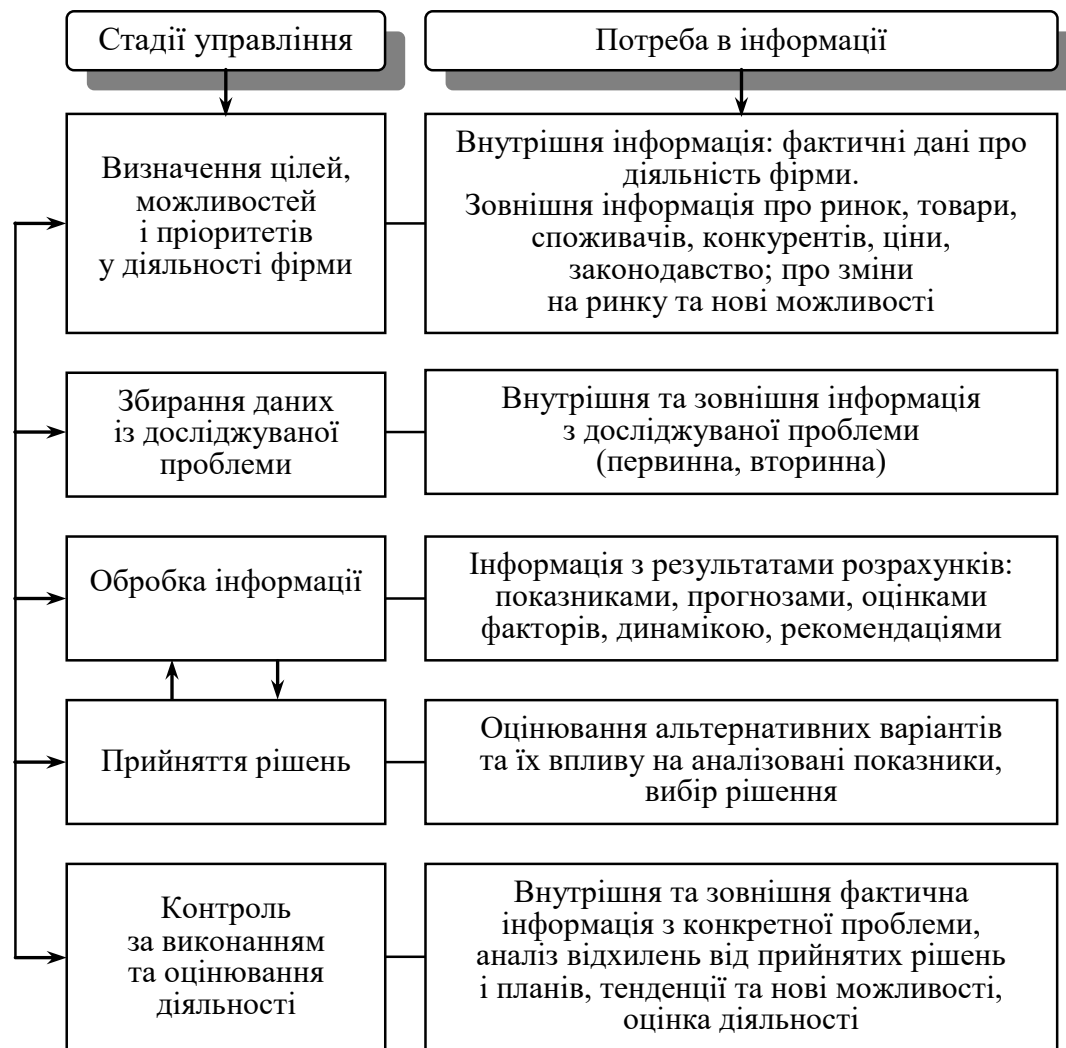 Стадії управління
Потреба в інформації
Визначення цілей,
можливостей
і пріоритетів
у діяльності фірми
Внутрішня інформація: фактичні дані про
діяльність фірми.
Зовнішня інформація про ринок, товари,
споживачів, конкурентів, ціни,
законодавство; про зміни
на ринку та нові можливості
Збирання даних
із досліджуваної
проблеми
Внутрішня та зовнішня інформація
з досліджуваної проблеми
(первинна, вторинна)
Обробка інформації
Інформація з результатами розрахунків:
показниками, прогнозами, оцінками
факторів, динамікою, рекомендаціями
Прийняття рішень
Оцінювання альтернативних варіантів
та їх впливу на аналізовані показники,
вибір рішення
Контроль
за виконанням
та оцінювання
діяльності
Внутрішня та зовнішня фактична
інформація з конкретної проблеми,
аналіз відхилень від прийнятих рішень
і планів, тенденції та нові можливості,
оцінка діяльності